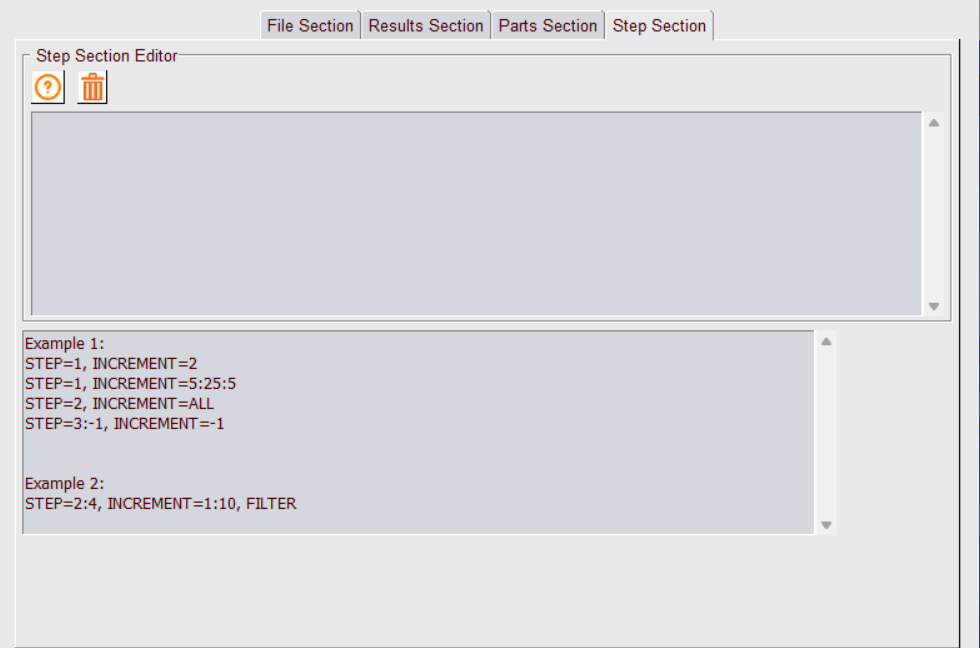 File Section
Results Section
Parts Section
Step Section
Step Section Editor
?
Example 1:
STEP=1, INCREMENT=2
STEP=1, INCREMENT=5:25:5
STEP=2, INCREMENT=ALL
STEP=3:-1, INCREMENT=-1
Example 2:
STEP=2:4, INCREMENT=1:10, FILTER